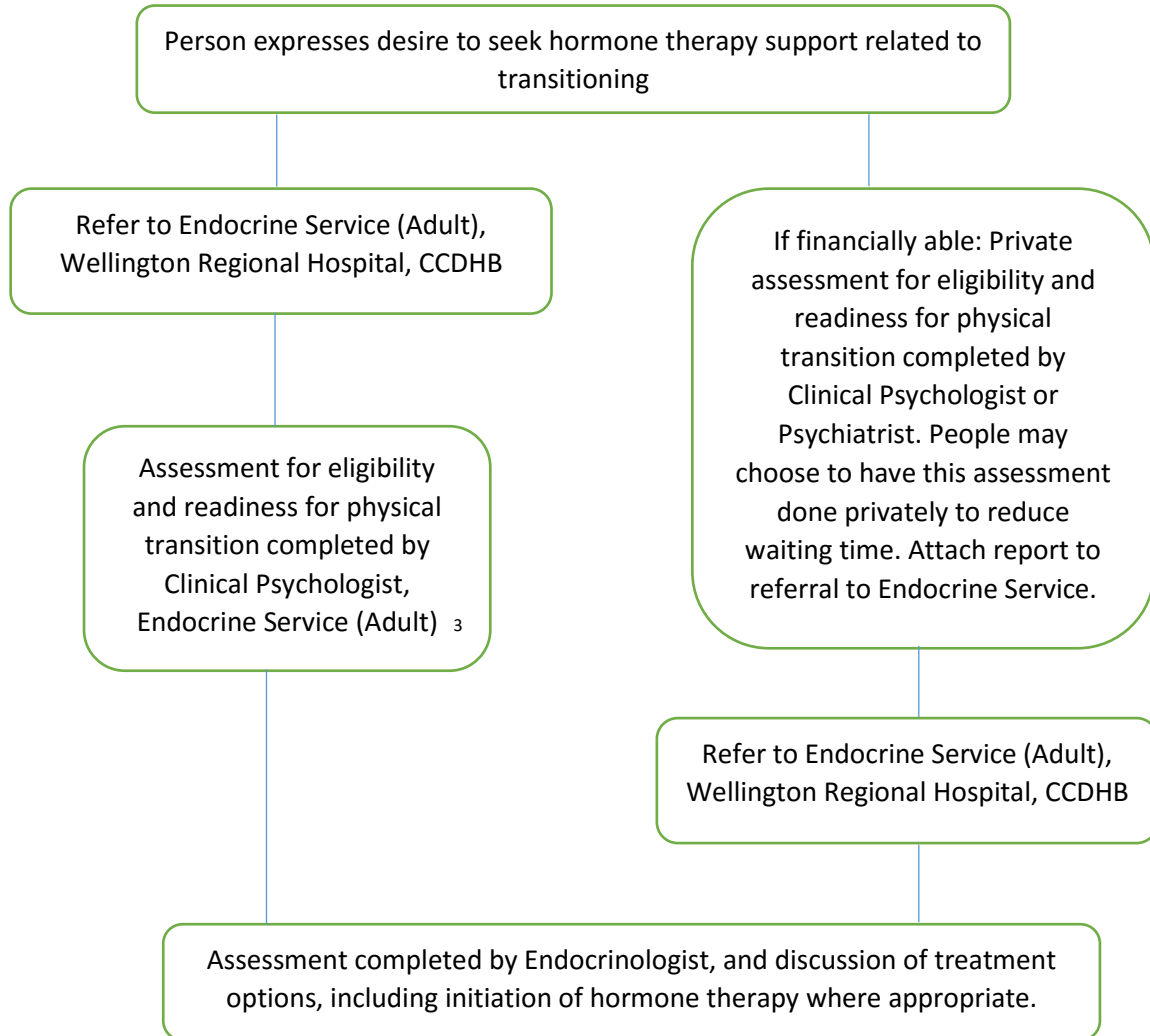 Person expresses desire to seek hormone therapy support related to
transitioning
Refer to Endocrine Service (Adult),
Wellington Regional Hospital, CCDHB
Assessment for eligibility
and readiness for physical
transition completed by
Clinical Psychologist,
Endocrine Service (Adult) 3
If financially able: Private
assessment for eligibility and
readiness for physical
transition completed by
Clinical Psychologist or
Psychiatrist. People may
choose to have this assessment
done privately to reduce
waiting time. Attach report to
referral to Endocrine Service.
Refer to Endocrine Service (Adult),
Wellington Regional Hospital, CCDHB
Assessment completed by Endocrinologist, and discussion of treatment
options, including initiation of hormone therapy where appropriate.